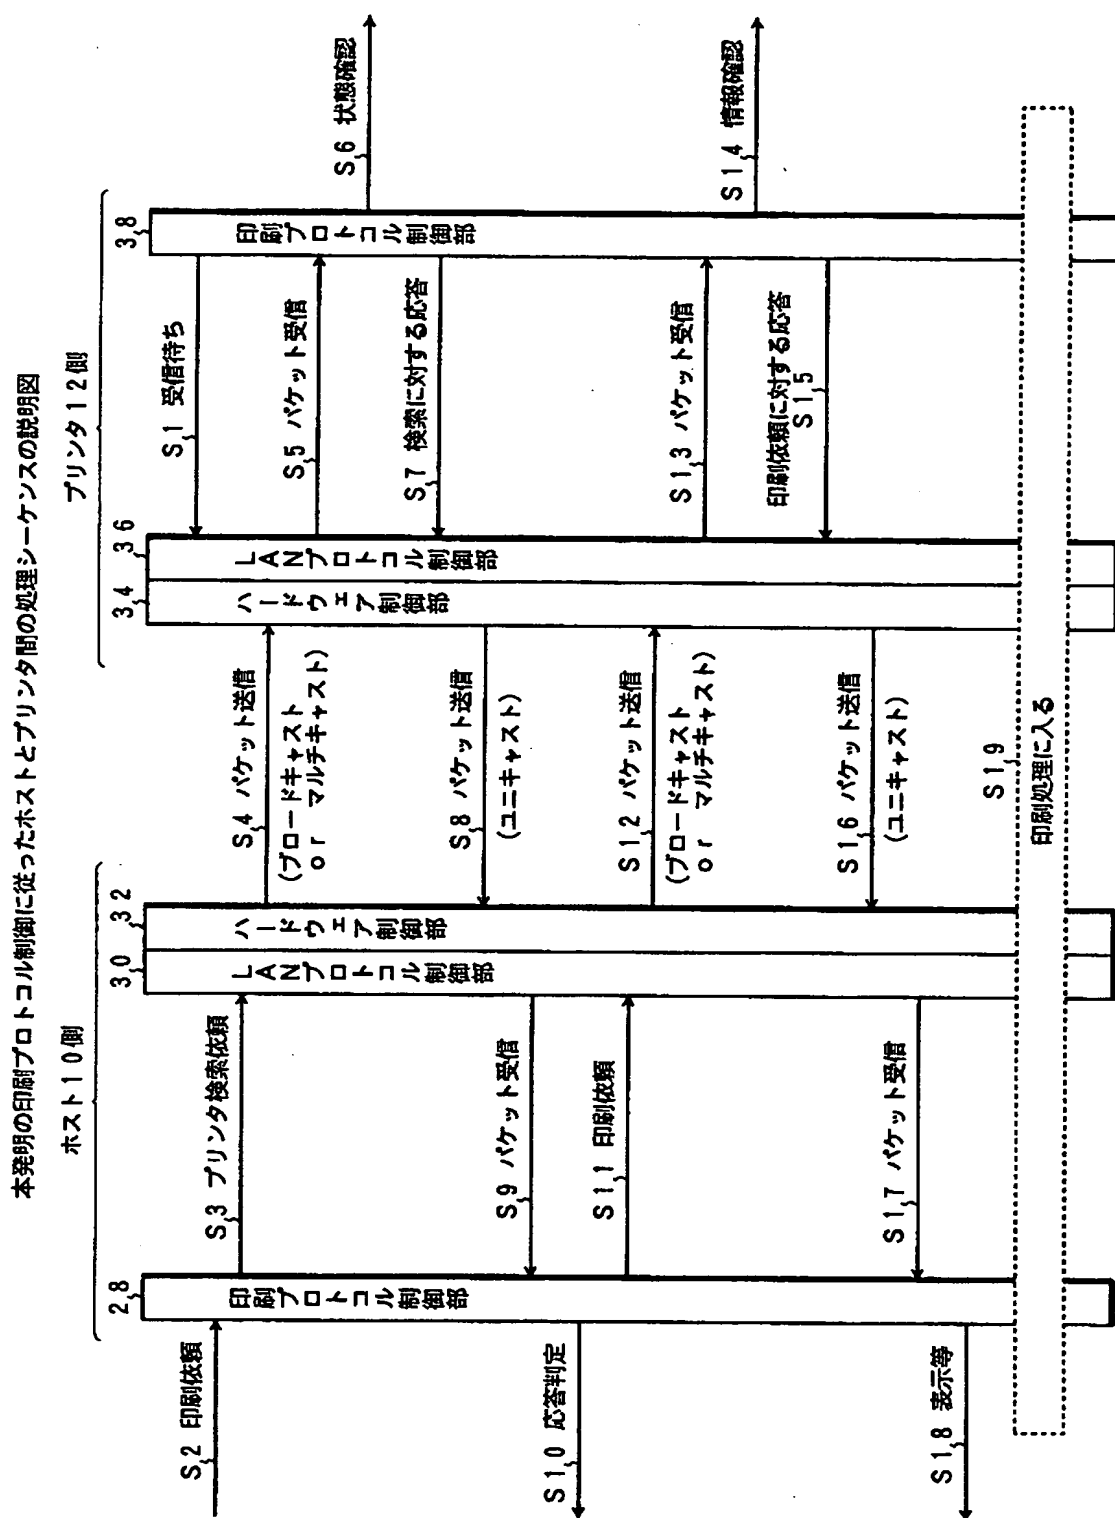 本発明の印刷プロトコル制御に従ったホストとプリンタ間の処理シーケンスの説明図
ホスト10側
プリンタ12側
28
30
32
34
36
38
印刷プロトコル制御部
LANプロトコル制御部
ハードウェア制御部
ハードウェア制御部
LANプロトコル制御部
印刷プロトコル制御部
S1 受信待ち
S2 印刷依頼
S3 プリンタ検索依頼
S4 パケット送信
(ブロードキャスト
or マルチキャスト)
S5 パケット受信
S6 状態確認
S7 検索に対する応答
S8 パケット送信
(ユニキャスト)
S9 パケット受信
S10 応答判定
S11 印刷依頼
S12 パケット送信
(ブロードキャスト
or マルチキャスト)
S13 パケット受信
S14 情報確認
印刷依頼に対する応答
S15
S16 パケット送信
(ユニキャスト)
S17 パケット受信
S18 表示等
S19
印刷処理に入る